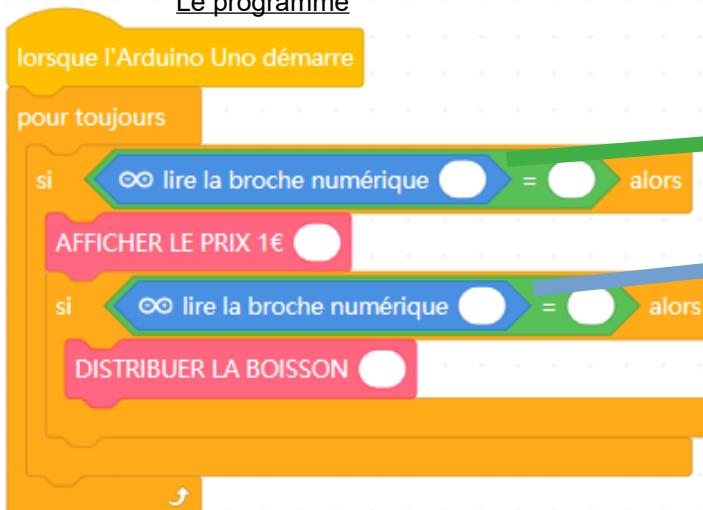 Le programme
lorsque l'Arduino Uno démarre
pour toujours
si lire la broche numérique = alors
AFFICHER LE PRIX 1€
si lire la broche numérique = alors
DISTRIBUER LA BOISSON